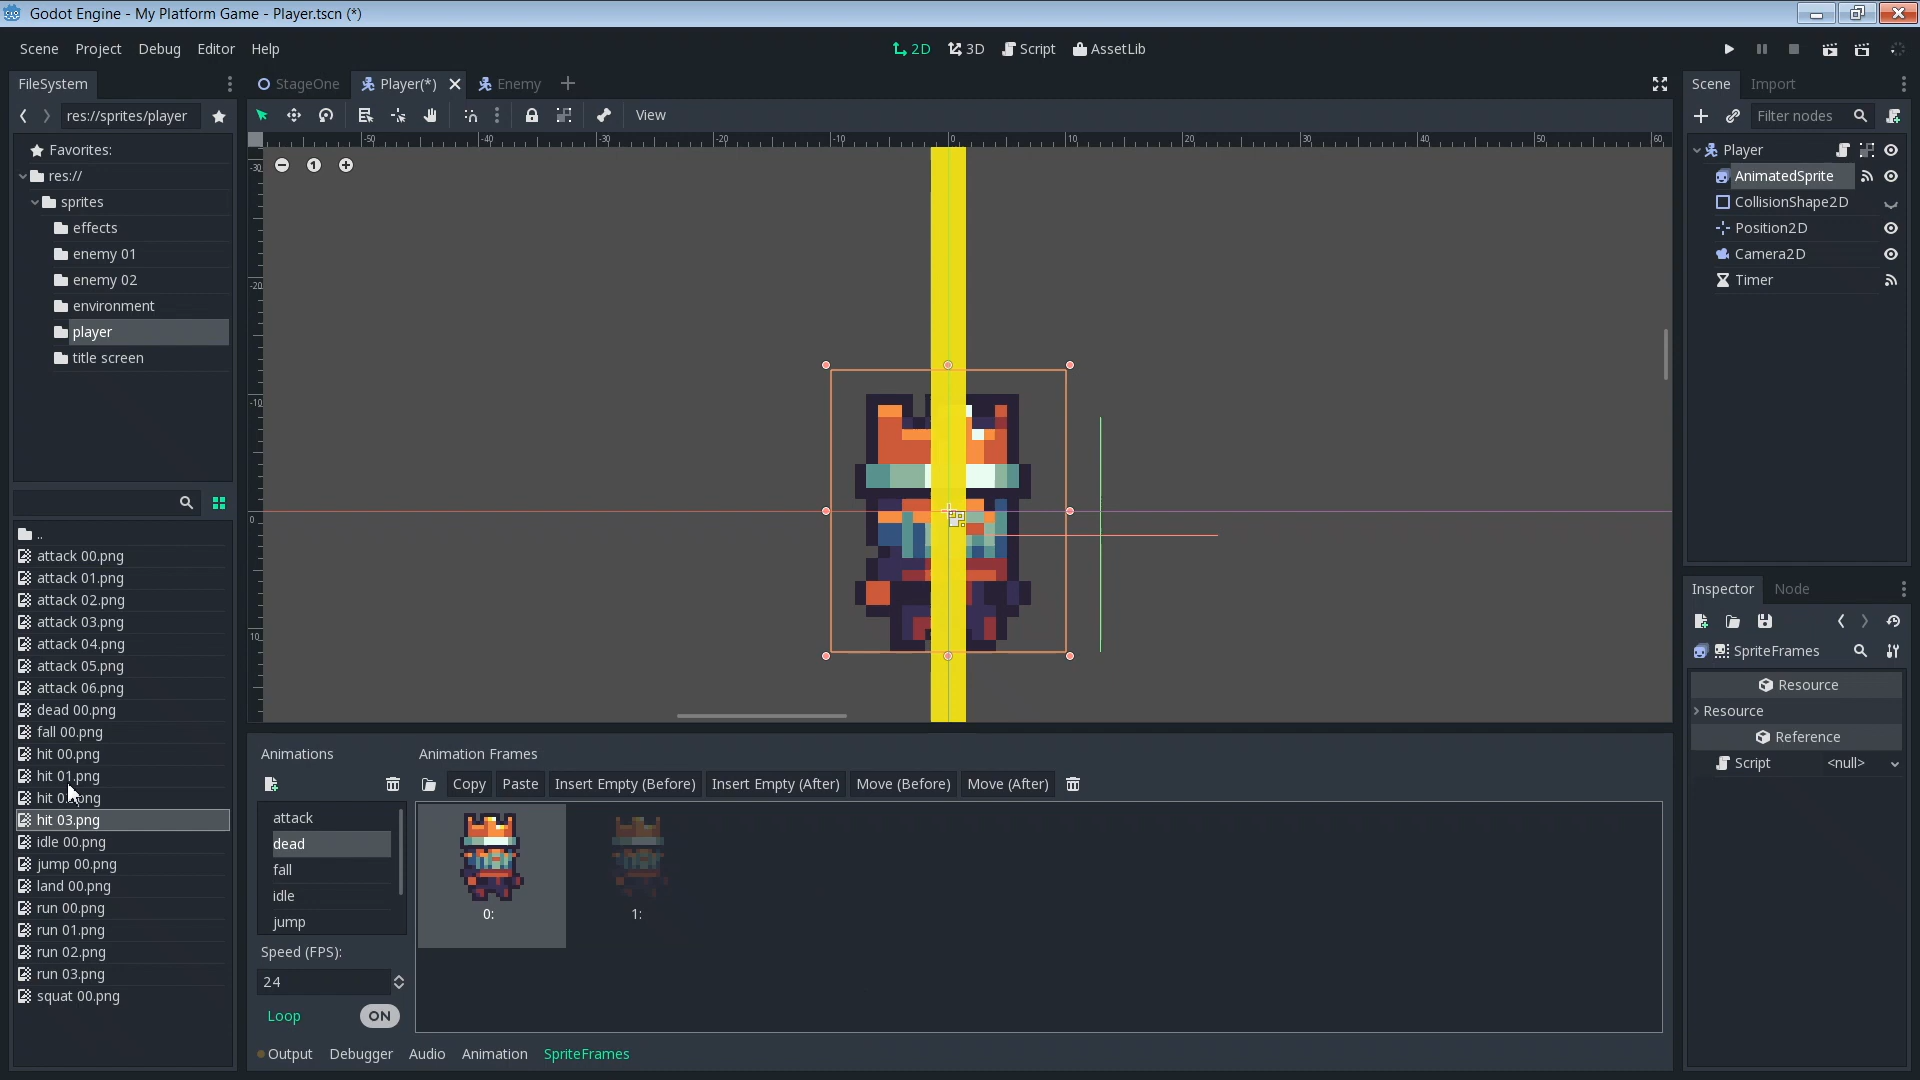 Godot Engine - My Platform Game - Player.tscn (*)
Scene Project Debug Editor Help
2D 3D Script AssetLib
FileSystem
res://sprites/player
Favorites:
res://
sprites
effects
enemy 01
enemy 02
environment
player
title screen
..
attack 00.png
attack 01.png
attack 02.png
attack 03.png
attack 04.png
attack 05.png
attack 06.png
dead 00.png
fall 00.png
hit 00.png
hit 01.png
hit 03.png
idle 00.png
jump 00.png
land 00.png
run 00.png
run 01.png
run 02.png
run 03.png
squat 00.png
StageOne Player(*) Enemy
View
-50 -40 -30 -20 -10 0 10 20 30 40 50 60
-30
-20
-10
0
10
1
Animations
attack
dead
fall
idle
jump
Speed (FPS):
24
Loop ON
Animation Frames
Copy Paste Insert Empty (Before) Insert Empty (After) Move (Before) Move (After)
0: 1:
Output Debugger Audio Animation SpriteFrames
Scene Import
Filter nodes
Player
AnimatedSprite
CollisionShape2D
Position2D
Camera2D
Timer
Inspector Node
SpriteFrames
Resource
Resource
Reference
Script <null>